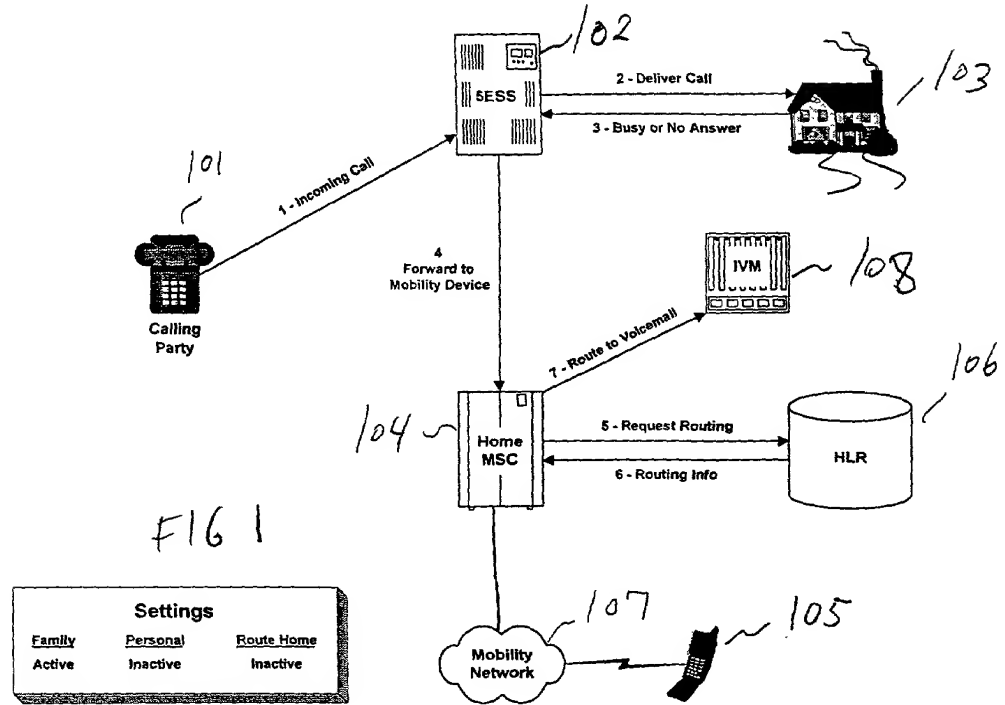 102
5ESS
2 - Deliver Call
3 - Busy or No Answer
103
101
1 - Incoming Call
Calling
Party
4
Forward to
Mobility Device
IVM
108
7 - Route to Voicemail
104
Home
MSC
5 - Request Routing
6 - Routing Info
HLR
106
FIG 1
Settings
Family Personal Route Home
Active Inactive Inactive
107
Mobility
Network
105